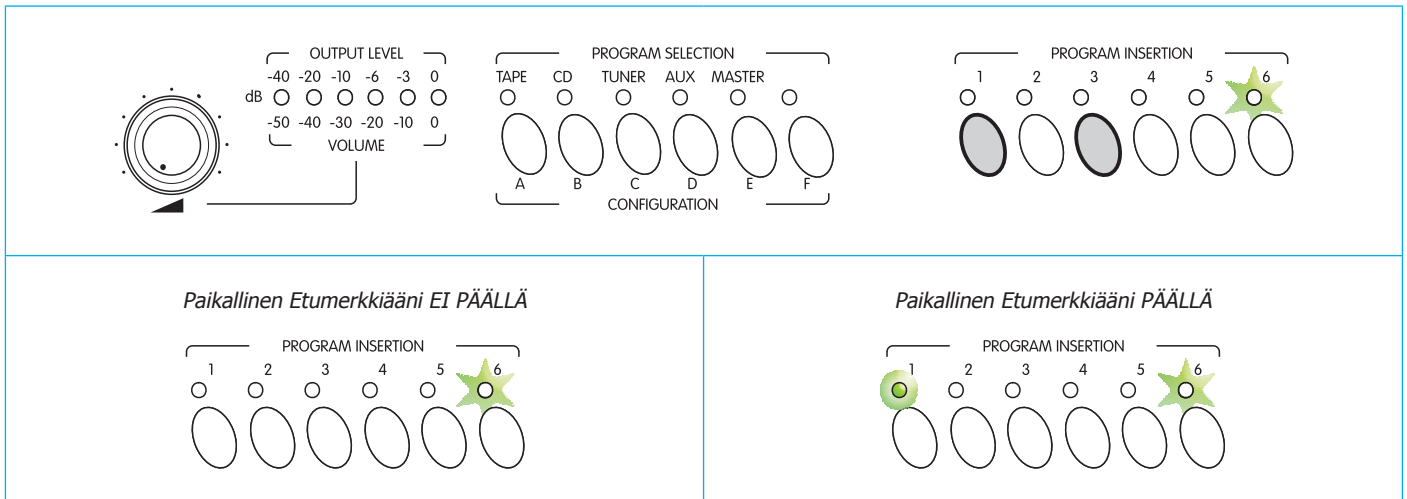 OUTPUT LEVEL
-40 -20 -10 -6 -3 0
dB
-50 -40 -30 -20 -10 0
VOLUME
PROGRAM SELECTION
TAPE CD TUNER AUX MASTER
A B C D E F
CONFIGURATION
PROGRAM INSERTION
1 2 3 4 5 6
Paikallinen Etumerkkiääni EI PÄÄLLÄ
PROGRAM INSERTION
1 2 3 4 5 6
Paikallinen Etumerkkiääni PÄÄLLÄ
PROGRAM INSERTION
1 2 3 4 5 6